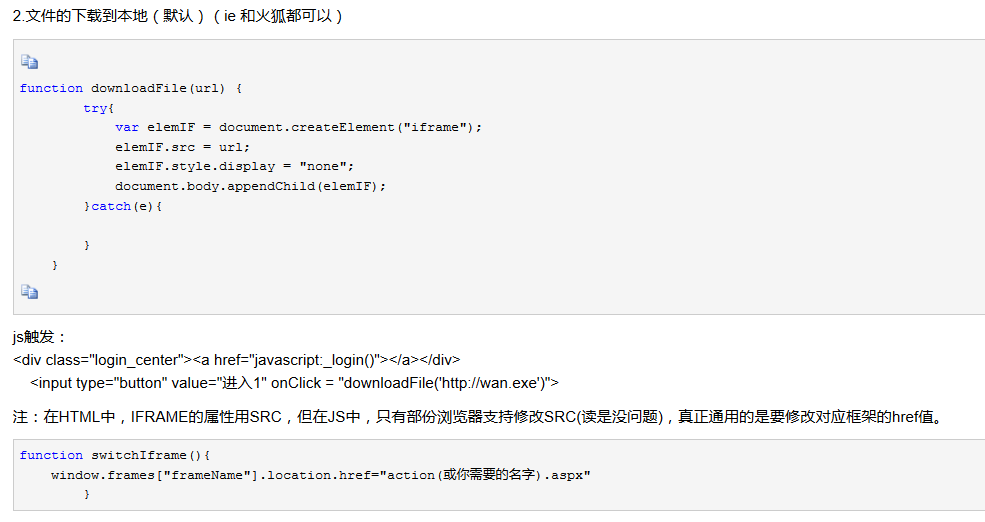 2.文件的下载到本地（默认）（ie 和火狐都可以）
function downloadFile(url) {
        try{
            var elemIF = document.createElement("iframe");
            elemIF.src = url;
            elemIF.style.display = "none";
            document.body.appendChild(elemIF);
        }catch(e){
        }
    }
js触发：
<div class="login_center"><a href="javascript:_login()"></a></div>
    <input type="button" value="进入1" onClick = "downloadFile('http://wan.exe')">
注：在HTML中，IFRAME的属性用SRC，但在JS中，只有部份浏览器支持修改SRC(读是没问题)，真正通用的是要修改对应框架的href值。
function switchIframe(){
    window.frames["frameName"].location.href="action(或你需要的名字).aspx"
        }